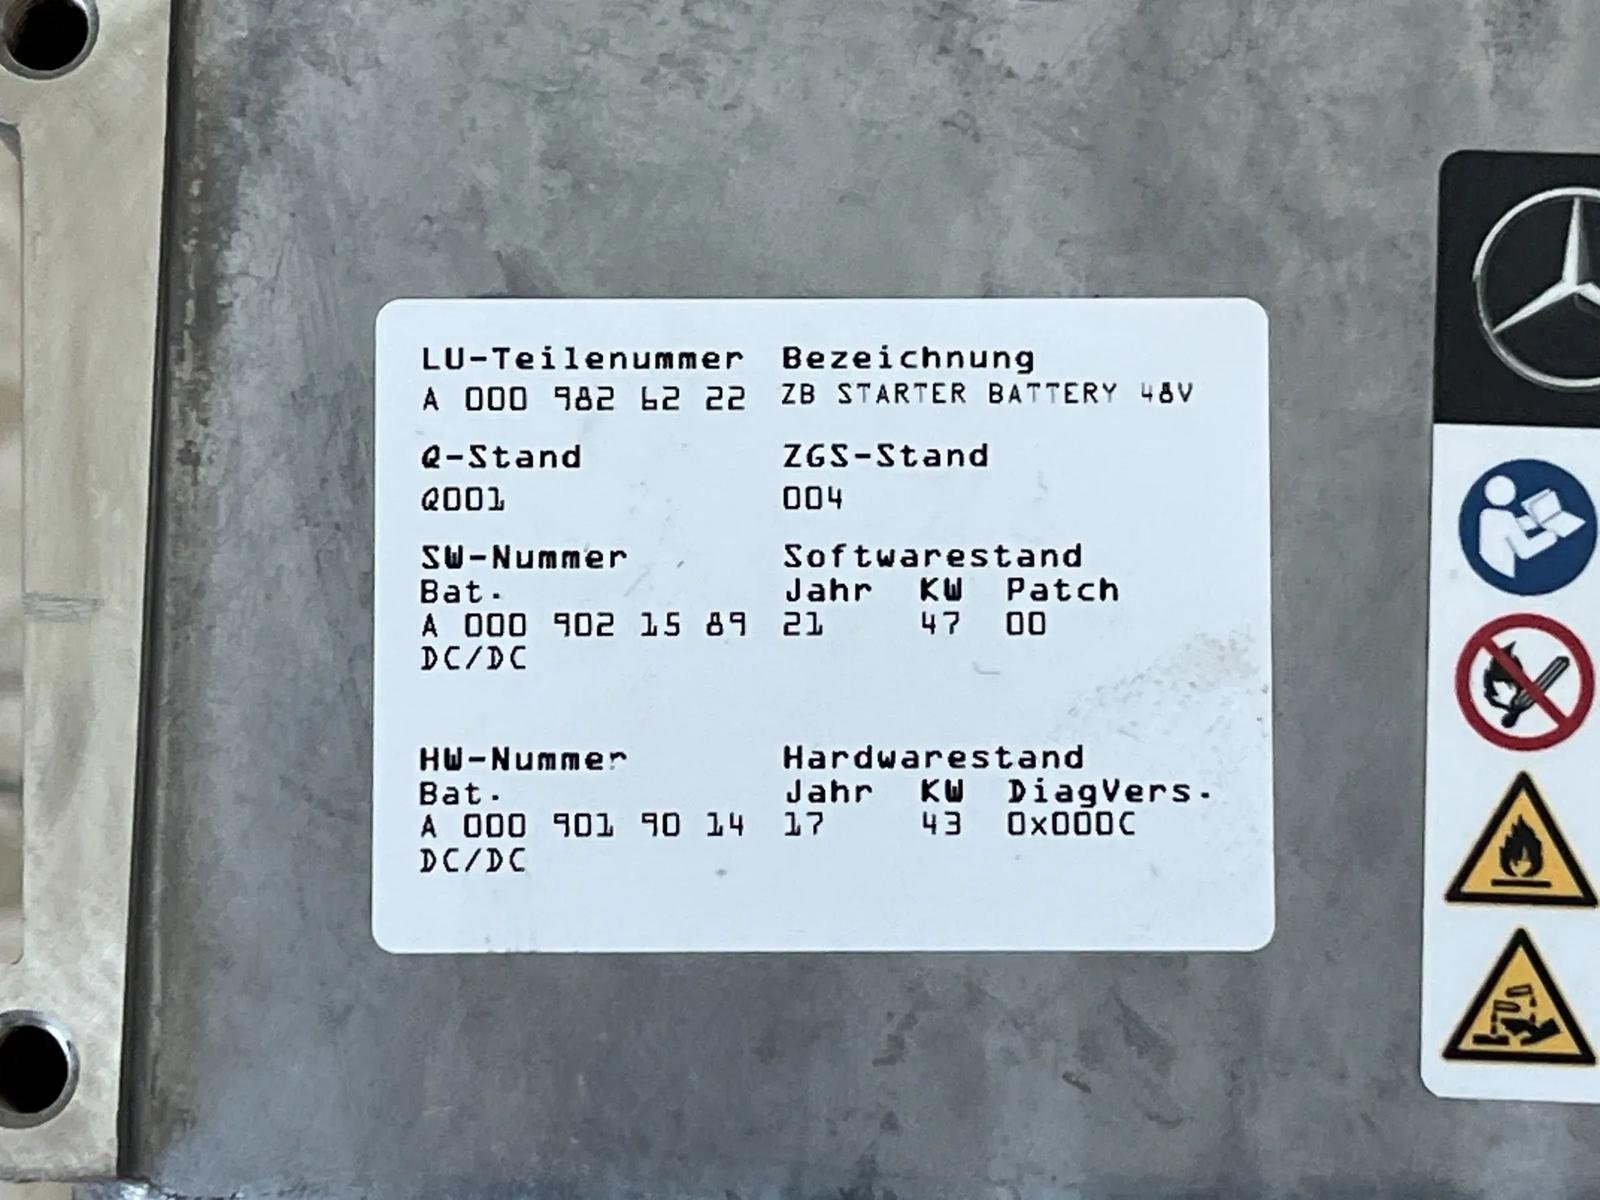 LU-Teilenummer Bezeichnung
A 000 982 62 22 ZB STARTER BATTERY 48V
Q-Stand ZGS-Stand
Q001 004
SW-Nummer Softwarestand
Bat. Jahr KW Patch
A 000 902 15 89 21 47 00
DC/DC
HW-Nummer Hardwarestand
Bat. Jahr KW DiagVers.
A 000 901 90 14 17 43 0x000C
DC/DC